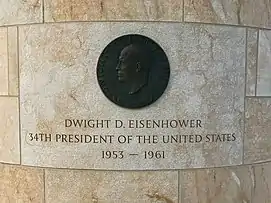 DWIGHT D. EISENHOWER
34TH PRESIDENT OF THE UNITED STATES
1953 — 1961